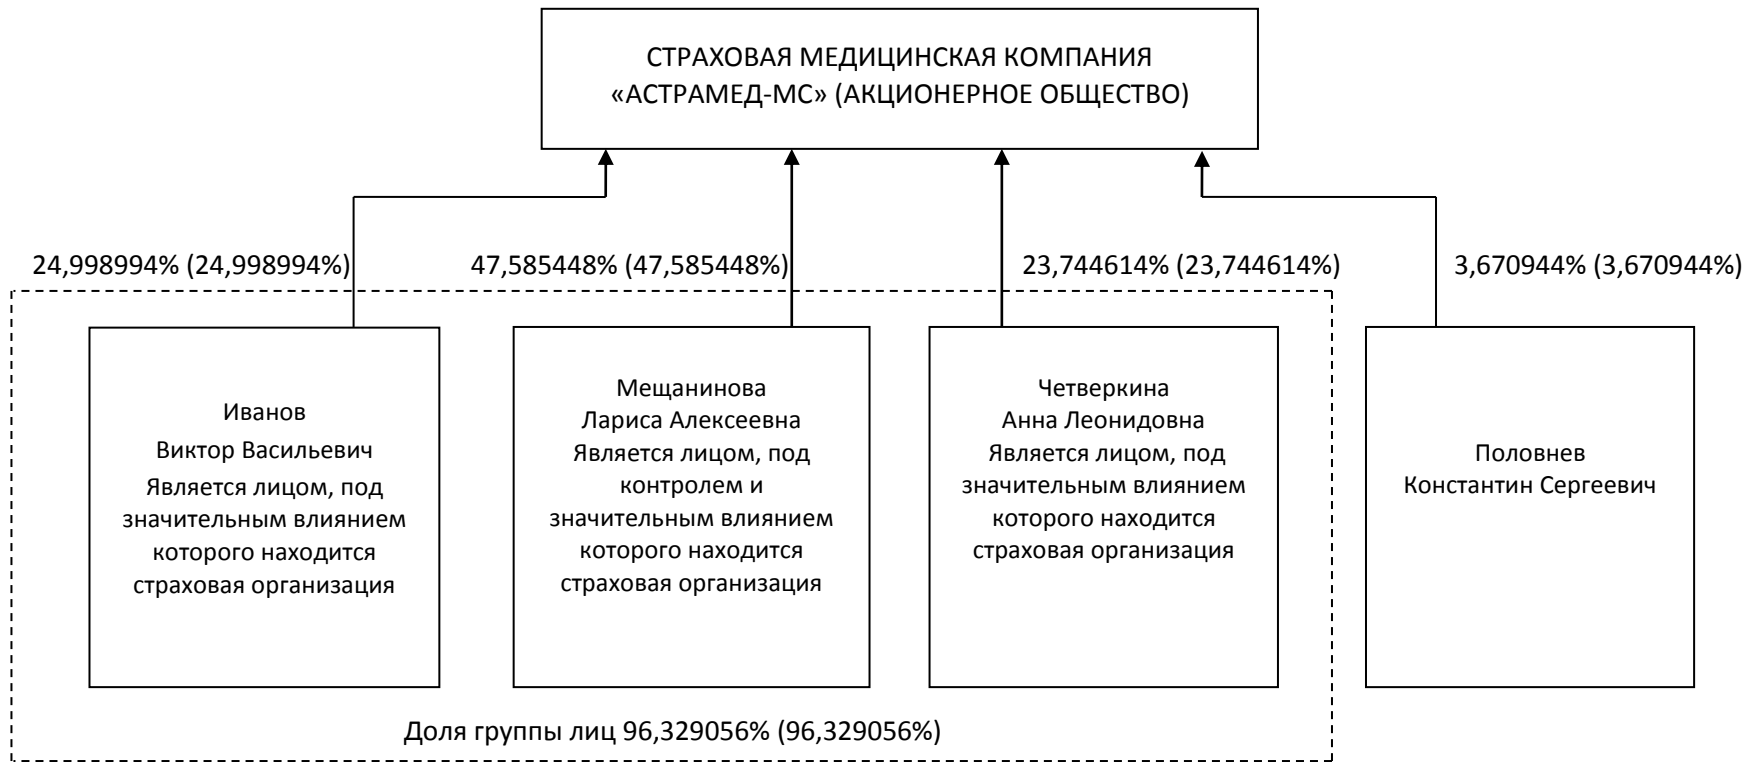 СТРАХОВАЯ МЕДИЦИНСКАЯ КОМПАНИЯ
«АСТРАМЕД-МС» (АКЦИОНЕРНОЕ ОБЩЕСТВО)
24,998994% (24,998994%)
47,585448% (47,585448%)
23,744614% (23,744614%)
3,670944% (3,670944%)
Иванов
Виктор Васильевич
Является лицом, под
значительным влиянием
которого находится
страховая организация
Мещанинова
Лариса Алексеевна
Является лицом, под
контролем и
значительным влиянием
которого находится
страховая организация
Четверкина
Анна Леонидовна
Является лицом, под
значительным влиянием
которого находится
страховая организация
Половнев
Константин Сергеевич
Доля группы лиц 96,329056% (96,329056%)